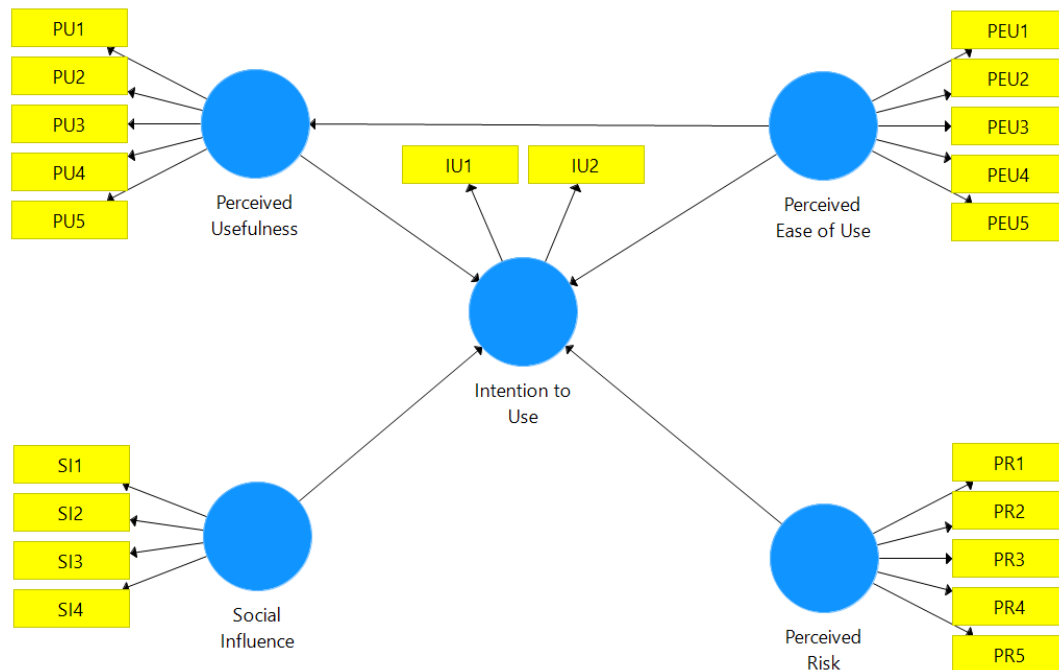 PU1
PU2
PU3
PU4
PU5
Perceived
Usefulness
IU1
IU2
Intention to
Use
PEU1
PEU2
PEU3
PEU4
PEU5
Perceived
Ease of Use
SI1
SI2
SI3
SI4
Social
Influence
PR1
PR2
PR3
PR4
PR5
Perceived
Risk